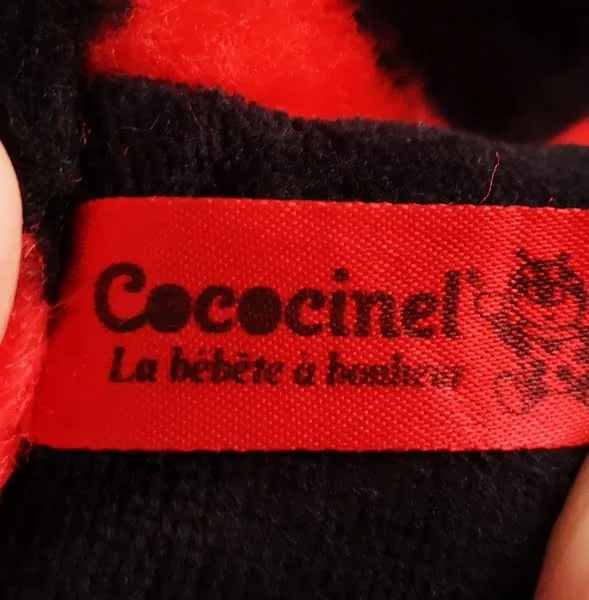 Cococinel
La bébête à bonheur